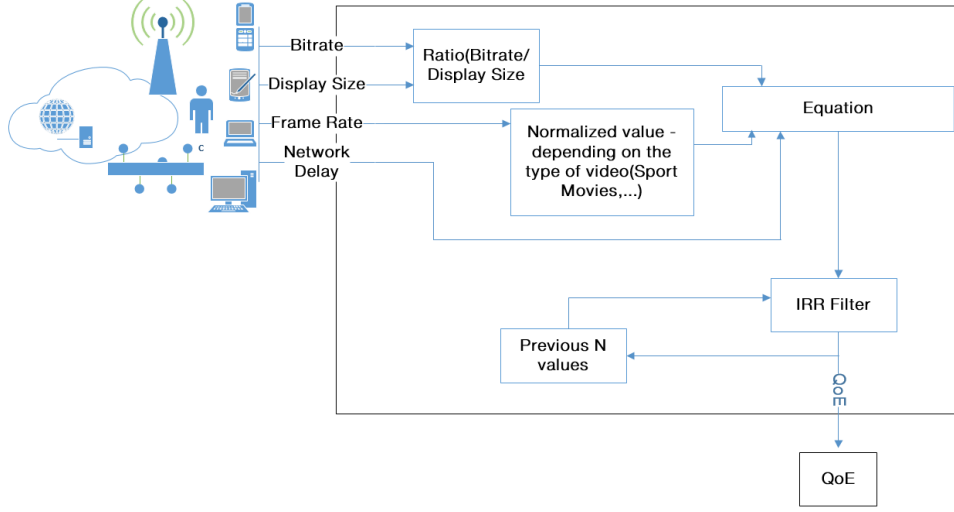 Bitrate
Ratio(Bitrate/
Display Size
Display Size
Equation
Frame Rate
Normalized value -
depending on the
type of video(Sport
Movies,...)
c
Network
Delay
IRR Filter
Previous N
values
QoE
QoE